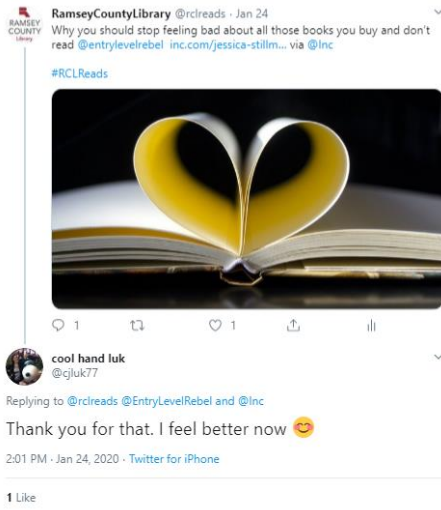 RAMSEY
COUNTY
Library
RamseyCountyLibrary @rclreads · Jan 24
Why you should stop feeling bad about all those books you buy and don't
read @entrylevelrebel inc.com/jessica-stillm... via @Inc
#RCLReads
1
1
cool hand luk
@cjluk77
Replying to @rclreads @EntryLevelRebel and @Inc
Thank you for that. I feel better now 😊
2:01 PM · Jan 24, 2020 · Twitter for iPhone
1 Like